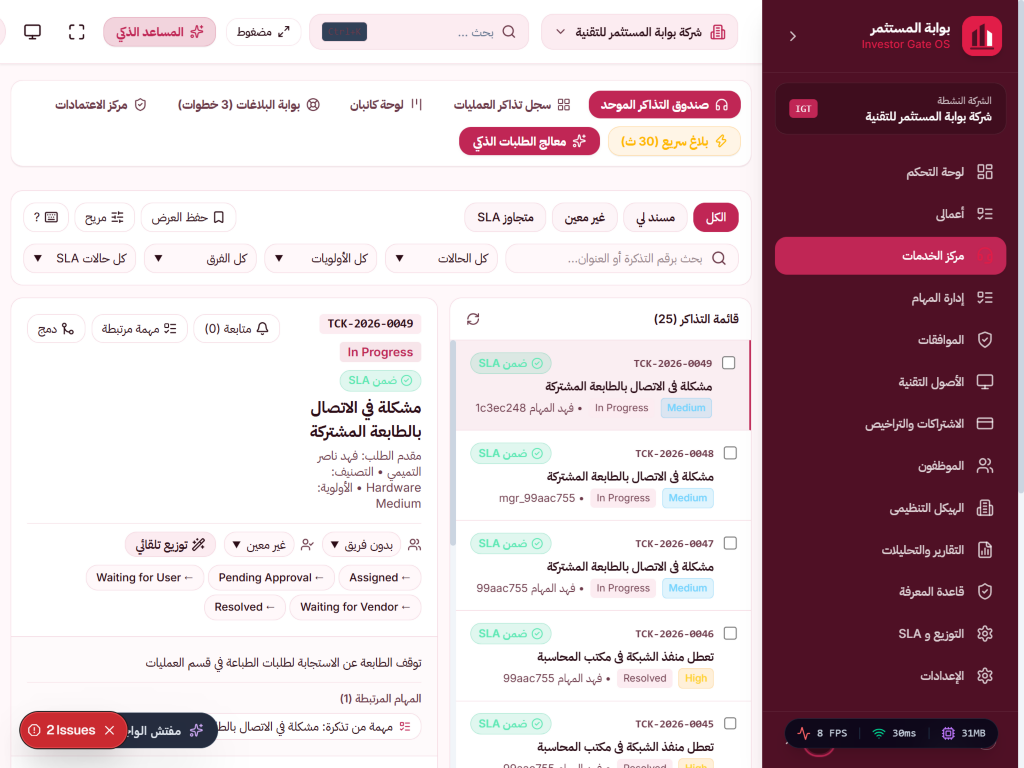 بوابة المستثمر
Investor Gate OS
الشركة النشطة
شركة بوابة المستثمر للتقنية
IGT
لوحة التحكم
أعمالى
مركز الخدمات
إدارة المهام
الموافقات
الأصول التقنية
الاشتراكات والتراخيص
الموظفون
الهيكل التنظيمى
التقارير والتحليلات
قاعدة المعرفة
التوزيع و SLA
الإعدادات
8 FPS
30ms
31MB
شركة بوابة المستثمر للتقنية
بحث ...
مضغوط
المساعد الذكي
صندوق التذاكر الموحد
سجل تذاكر العمليات
لوحة كانبان
بوابة البلاغات (3 خطوات)
مركز الاعتمادات
بلاغ سريع (30 ث)
معالج الطلبات الذكي
الكل
مسند لي
غير معين
متجاوز SLA
حفظ العرض
مريح
?
بحث برقم التذكرة أو العنوان...
كل الحالات ▼
كل الأولويات ▼
كل الفرق ▼
كل حالات SLA ▼
قائمة التذاكر (25)
TCK-2026-0049
ضمن SLA
مشكلة في الاتصال بالطابعة المشتركة
Medium
In Progress
• فهد المهام 1c3ec248
TCK-2026-0048
ضمن SLA
مشكلة في الاتصال بالطابعة المشتركة
Medium
In Progress
• mgr_99aac755
TCK-2026-0047
ضمن SLA
مشكلة في الاتصال بالطابعة المشتركة
Medium
In Progress
• فهد المهام 99aac755
TCK-2026-0046
ضمن SLA
تعطل منفذ الشبكة في مكتب المحاسبة
High
Resolved
• فهد المهام 99aac755
TCK-2026-0045
ضمن SLA
تعطل منفذ الشبكة في مكتب المحاسبة
High
Resolved
• فهد المهام 99aac755
TCK-2026-0049
متابعة (0)
مهمة مرتبطة
دمج
In Progress
ضمن SLA
مشكلة في الاتصال
بالطابعة المشتركة
مقدم الطلب: فهد ناصر
التميمي • التصنيف:
Hardware • الأولوية:
Medium
بدون فريق ▼
غير معين ▼
توزيع تلقائي
← Assigned
← Pending Approval
← Waiting for User
← Waiting for Vendor
← Resolved
توقف الطابعة عن الاستجابة لطلبات الطباعة في قسم العمليات
المهام المرتبطة (1)
مهمة من تذكرة: مشكلة في الاتصال
مفتش
2 Issues